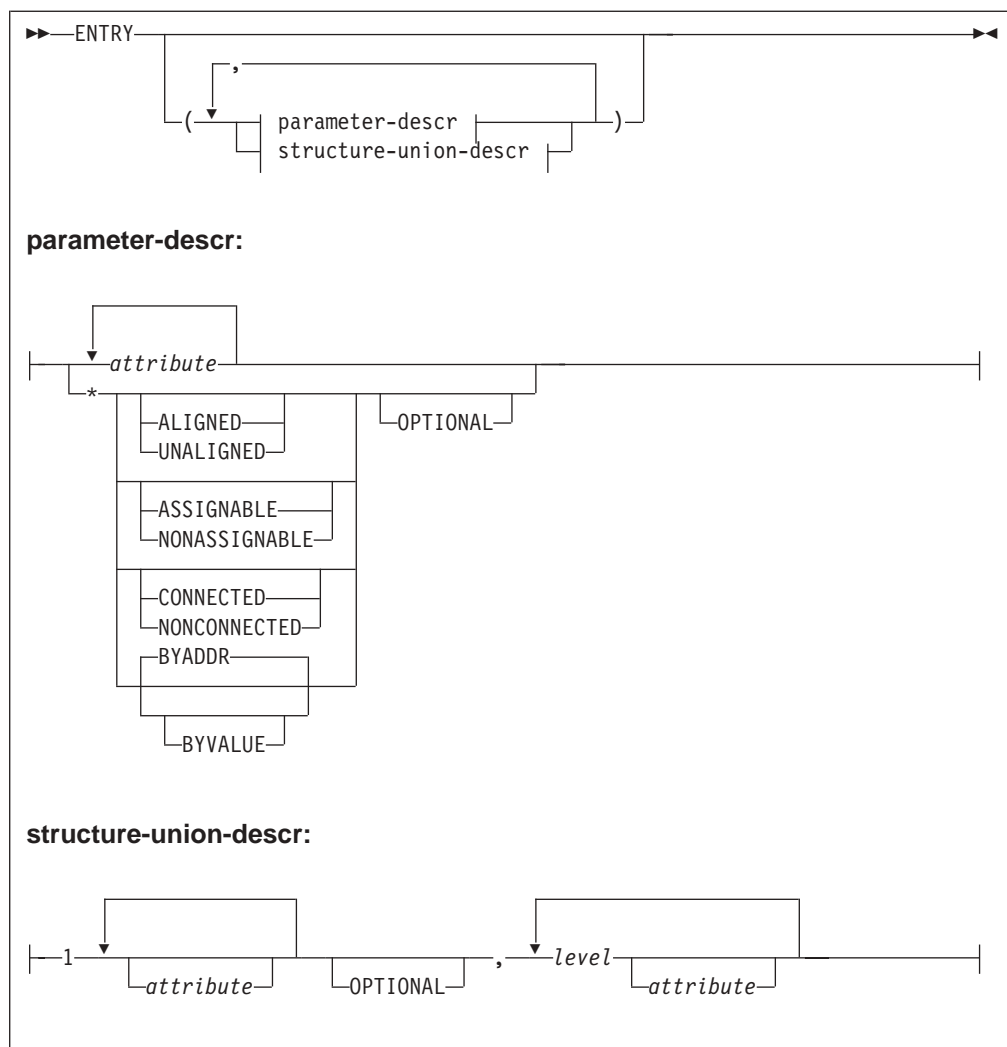 ENTRY
,
( parameter-descr )
structure-union-descr
parameter-descr:
attribute
*
ALIGNED OPTIONAL
UNALIGNED
ASSIGNABLE
NONASSIGNABLE
CONNECTED
NONCONNECTED
BYADDR
BYVALUE
structure-union-descr:
1 , level
attribute OPTIONAL attribute